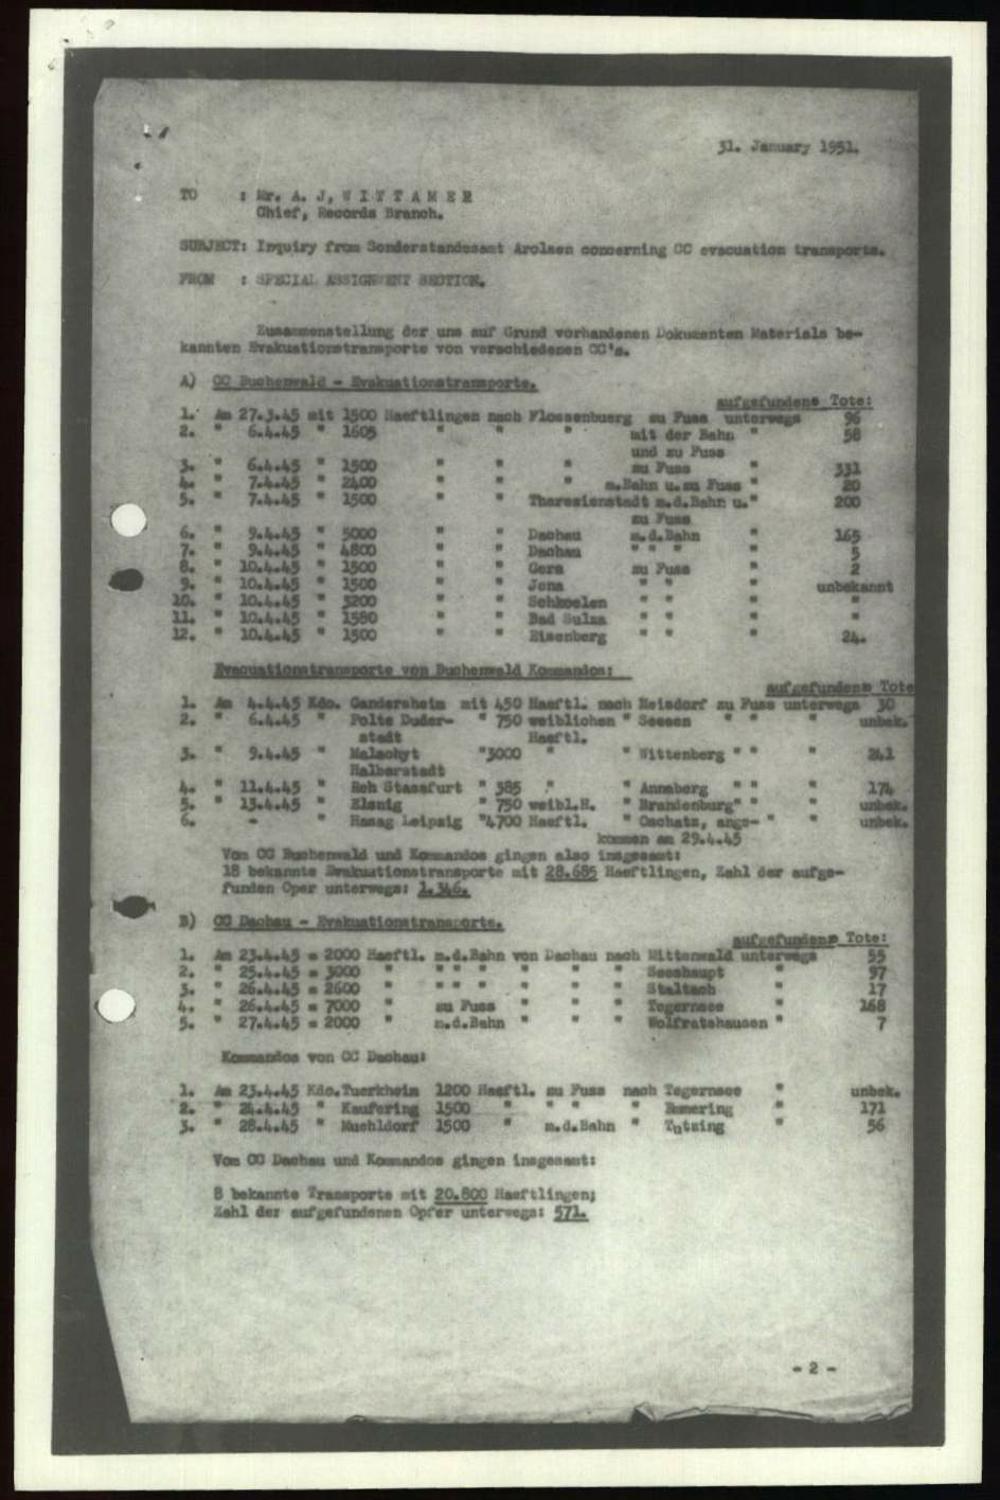 31. January 1951.
TO : Mr. A. J, W I T T A M E R
Chief, Records Branch.
SUBJECT: Inquiry from Sonderstandesamt Arolsen concerning CC evacuation transports.
FROM : SPECIAL ASSIGNMENT SECTION.
Zusammenstellung der uns auf Grund vorhandenen Dokumenten Materials be-
kannten Evakuationstransporte von verschiedenen CC's.
A) CC Buchenwald - Evakuationstransporte.
aufgefundene Tote:
1. Am 27.3.45 mit 1500 Haeftlingen nach Flossenbuerg zu Fuss unterwegs 96
2. " 6.4.45 " 1605 " " " mit der Bahn " 58
und zu Fuss
3. " 6.4.45 " 1500 " " " zu Fuss " 331
4. " 7.4.45 " 2400 " " " m.Bahn u.zu Fuss " 20
5. " 7.4.45 " 1500 " " Theresienstadt m.d.Bahn u. " 200
zu Fuss
6. " 9.4.45 " 5000 " " Dachau m.d.Bahn " 165
7. " 9.4.45 " 4800 " " Dachau " " " " 5
8. " 10.4.45 " 1500 " " Gera zu Fuss " 2
9. " 10.4.45 " 1500 " " Jena " " " unbekannt
10. " 10.4.45 " " " Schkoelen " " " "
11. " 10.4.45 " 1580 " " Bad Sulza " " " "
12. " 10.4.45 " 1500 " " Eisenberg " " " 24.
Evacuationstransporte von Buchenwald Kommandos:
aufgefundene Tote
1. Am 4.4.45 Kdo. Gandersheim mit 450 Haeftl. nach zu Fuss unterwegs 30
2. " 6.4.45 " Polte Duder- " 750 weiblichen " Seesen " " " unbek.
stadt Haeftl.
3. " 9.4.45 " Malachyt "3000 " " Wittenberg " " " 241
Halberstadt
4. " 11.4.45 " Reh Stassfurt " 385 " " Annaberg " " 174
5. " 13.4.45 " Elsnig " 750 weibl.H. " Brandenburg" " " unbek.
6. - " Hasag Leipzig "4700 Haeftl. " Oschatz, ange- " " unbek.
kommen am 29.4.45
Von CC Buchenwald und Kommandos gingen also insgesamt:
18 bekannte Evakuationstransporte mit 28.685 Haeftlingen, Zahl der aufge-
funden Oper unterwegs: 1.346.
B) CC Dachau - Evakuationstransporte.
aufgefundene Tote:
1. Am 23.4.45 = 2000 Haeftl. m.d.Bahn von Dachau nach Mittenwald unterwegs 55
2. " 25.4.45 = 3000 " " " " " " " Seeshaupt " 97
3. " 26.4.45 = 2600 " " " " " " " Staltach " 17
4. " 26.4.45 = 7000 " zu Fuss " " " Tegernsee " 168
5. " 27.4.45 = 2000 " m.d.Bahn " " " Wolfratshausen " 7
Kommandos von CC Dachau:
1. Am 23.4.45 Kdo.Tuerkheim 1200 Haeftl. zu Fuss nach Tegernsee " unbek.
2. " 24.4.45 " Kaufering 1500 " " " " Emmering " 171
3. " 28.4.45 " Muehldorf 1500 " m.d.Bahn " Tutzing " 56
Von CC Dachau und Kommandos gingen insgesamt:
8 bekannte Transporte mit 20.800 Haeftlingen;
Zahl der aufgefundenen Opfer unterwegs: 571.
- 2 -